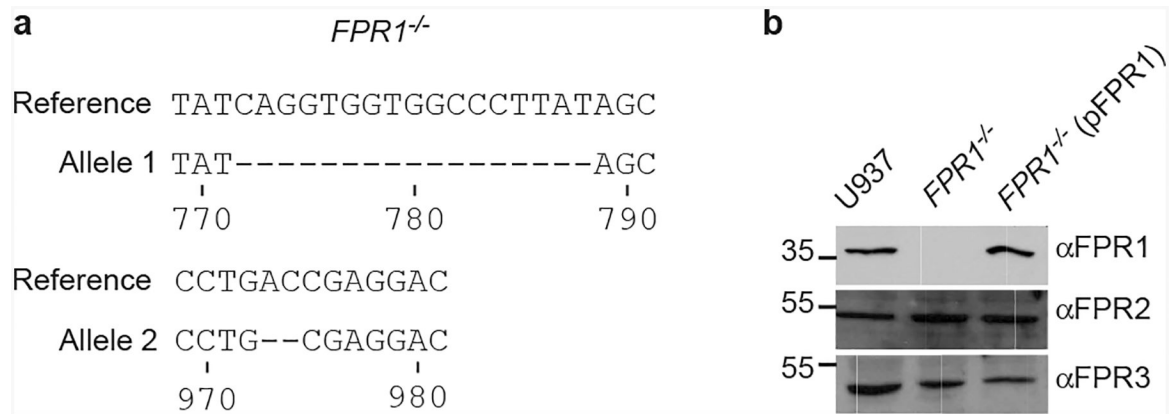 a
FPR1-/-
Reference TATCAGGTGGTGGCCCTTATAGC
Allele 1 TAT-----------------AGC
770 780 790
Reference CCTGACCGAGGAC
Allele 2 CCTG--CGAGGAC
970 980
b
U937 FPR1-/- FPR1-/- (pFPR1)
35 αFPR1
55 αFPR2
55 αFPR3